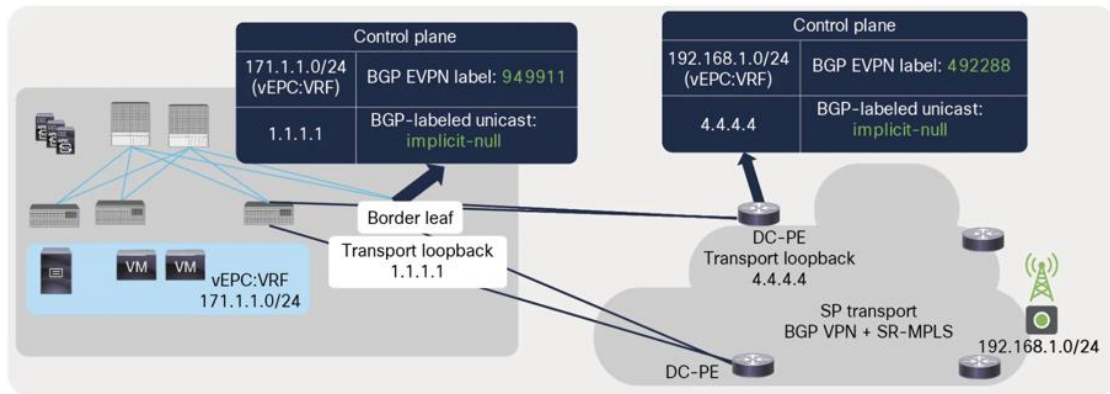 Control plane
171.1.1.0/24
(vEPC:VRF)
BGP EVPN label: 949911
1.1.1.1
BGP-labeled unicast:
implicit-null
Control plane
192.168.1.0/24
(vEPC:VRF)
BGP EVPN label: 492288
4.4.4.4
BGP-labeled unicast:
implicit-null
Border leaf
Transport loopback
1.1.1.1
VM
VM
vEPC:VRF
171.1.1.0/24
DC-PE
Transport loopback
4.4.4.4
SP transport
BGP VPN + SR-MPLS
192.168.1.0/24
DC-PE